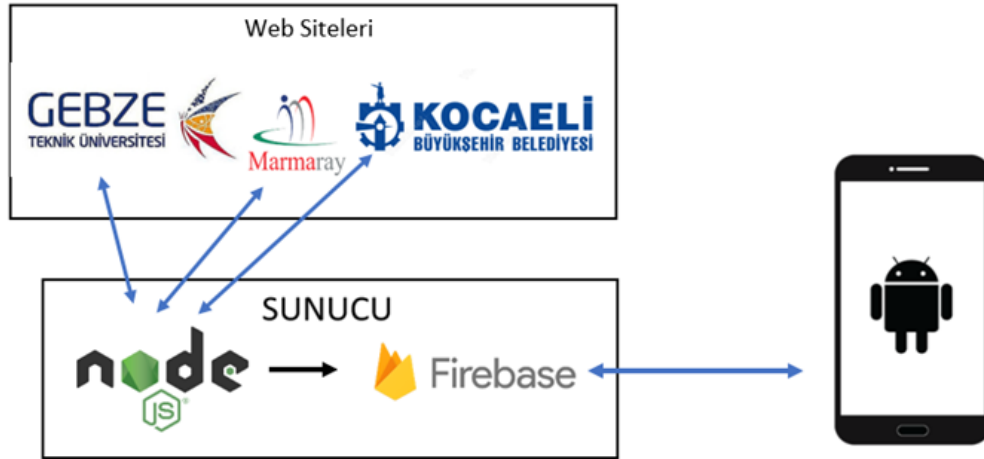 Web Siteleri
GEBZE
TEKNİK ÜNİVERSİTESİ
Marmaray
KOCAELİ
BÜYÜKŞEHİR BELEDİYESİ
SUNUCU
node
JS®
Firebase